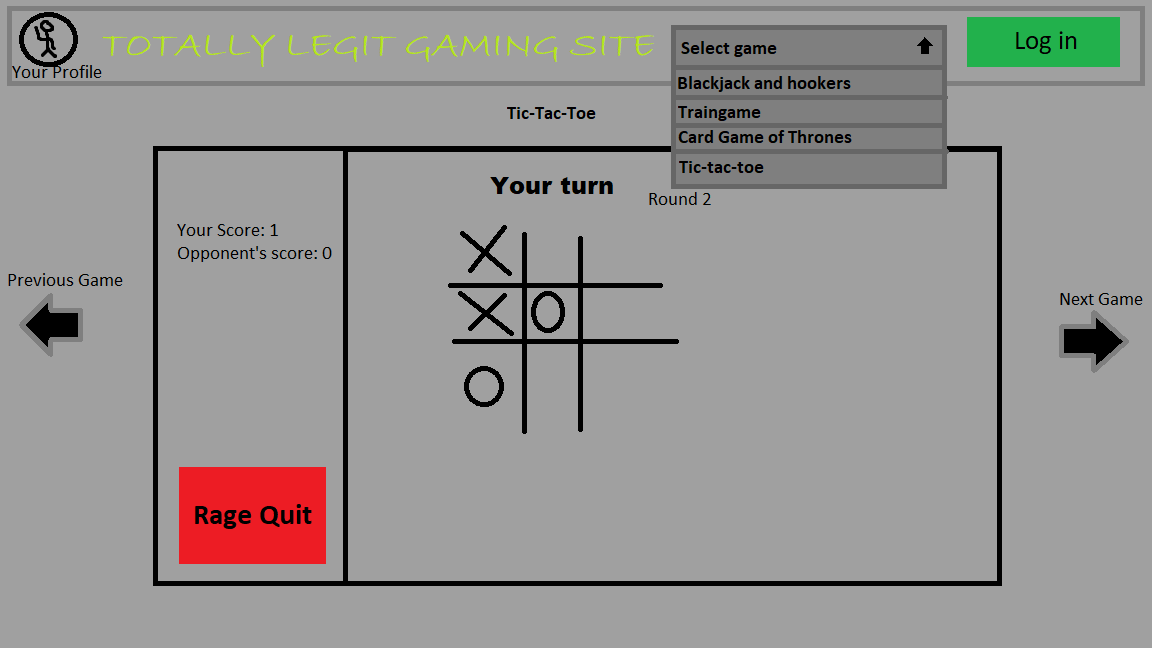 TOTALLY LEGIT GAMING SITE
Your Profile
Select game
Log in
Blackjack and hookers
Traingame
Card Game of Thrones
Tic-tac-toe
Tic-Tac-Toe
Your turn
Round 2
Your Score: 1
Opponent's score: 0
X
X O
O
Previous Game
Next Game
Rage Quit